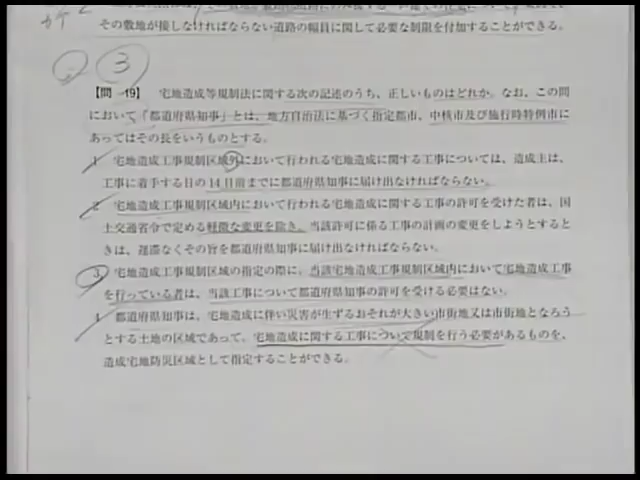 その敷地が接しなければならない道路の幅員に関して必要な制限を付加することができる。
3
【問 19】 宅地造成等規制法に関する次の記述のうち、正しいものはどれか。なお、この問
において「都道府県知事」とは、地方自治法に基づく指定都市、中核市及び施行時特例市に
あってはその長をいうものとする。
1 宅地造成工事規制区域外において行われる宅地造成に関する工事については、造成主は、
工事に着手する日の14日前までに都道府県知事に届け出なければならない。
2 宅地造成工事規制区域内において行われる宅地造成に関する工事の許可を受けた者は、国
土交通省令で定める軽微な変更を除き、当該許可に係る工事の計画の変更をしようとすると
きは、遅滞なくその旨を都道府県知事に届け出なければならない。
3 宅地造成工事規制区域の指定の際に、当該宅地造成工事規制区域内において宅地造成工事
を行っている者は、当該工事について都道府県知事の許可を受ける必要はない。
4 都道府県知事は、宅地造成に伴い災害が生ずるおそれが大きい市街地又は市街地となろう
とする土地の区域であって、宅地造成に関する工事について規制を行う必要があるものを、
造成宅地防災区域として指定することができる。